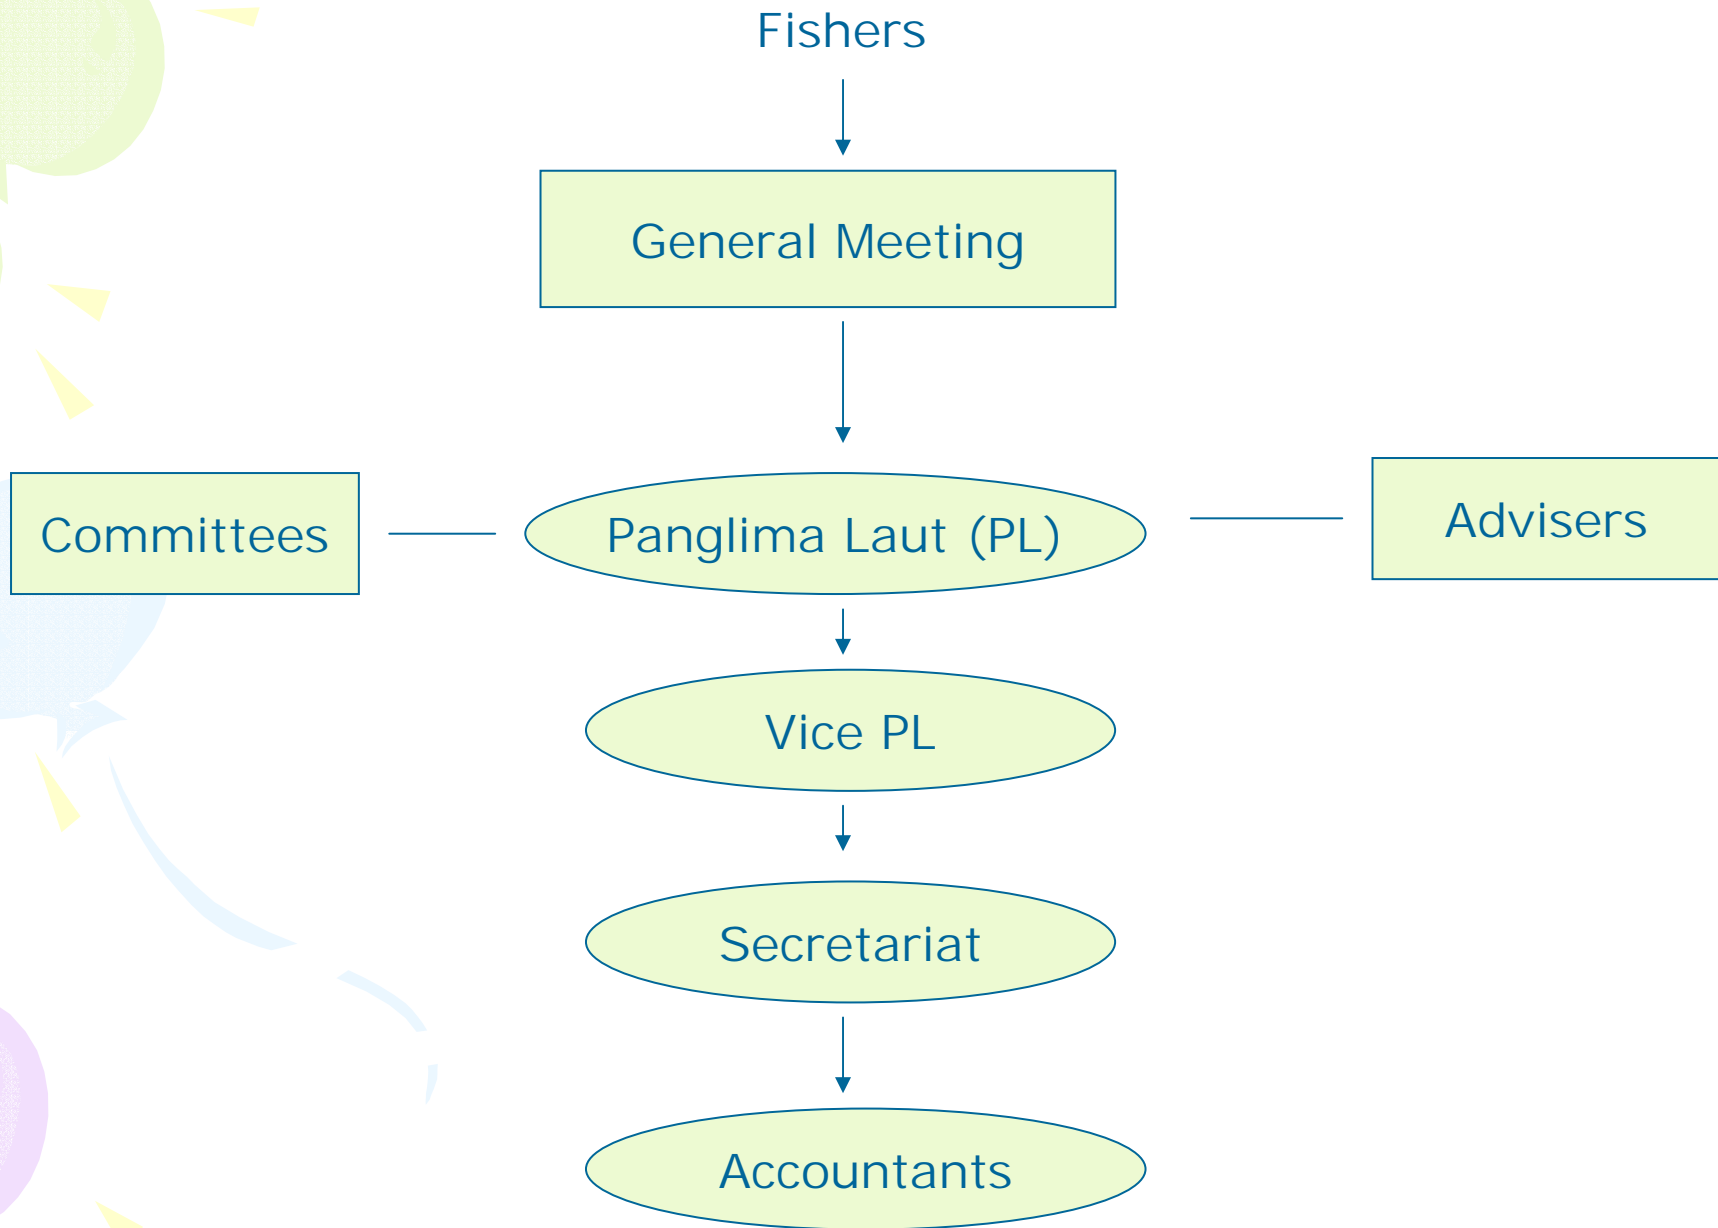 Fishers
General Meeting
Committees
Panglima Laut (PL)
Advisers
Vice PL
Secretariat
Accountants